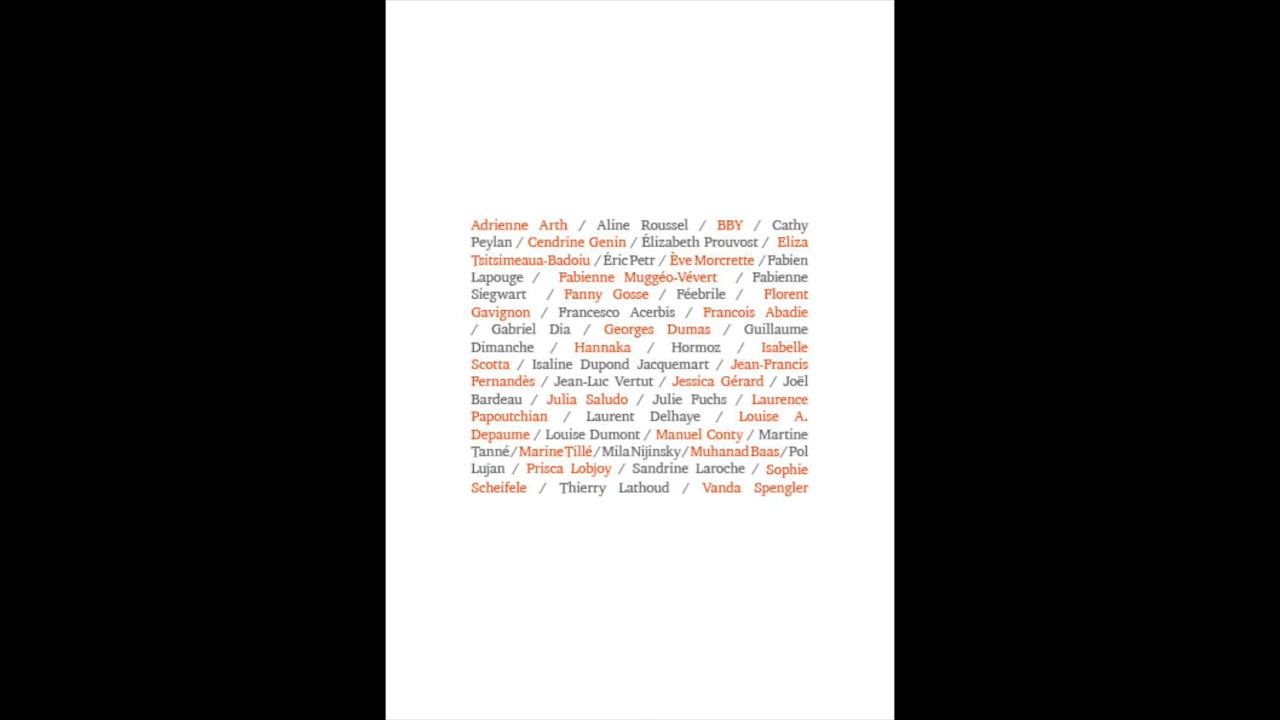 Adrienne Arth / Aline Roussel / BBY / Cathy
Peylan / Cendrine Genin / Élizabeth Prouvost / Eliza
Tsitsimeaua-Badoiu / Éric Petr / Ève Morcrette / Fabien
Lapouge / Fabienne Muggéo-Vévert / Fabienne
Siegwart / Fanny Gosse / Féebrile / Florent
Gavignon / Francesco Acerbis / Francois Abadie
/ Gabriel Dia / Georges Dumas / Guillaume
Dimanche / Hannaka / Hormoz / Isabelle
Scotta / Isaline Dupond Jacquemart / Jean-Francis
Fernandès / Jean-Luc Vertut / Jessica Gérard / Joël
Bardeau / Julia Saludo / Julie Fuchs / Laurence
Papoutchian / Laurent Delhaye / Louise A.
Depaume / Louise Dumont / Manuel Conty / Martine
Tanné / Marine Tillé / Mila Nijinsky / Muhanad Baas / Pol
Lujan / Prisca Lobjoy / Sandrine Laroche / Sophie
Scheifele / Thierry Lathoud / Vanda Spengler